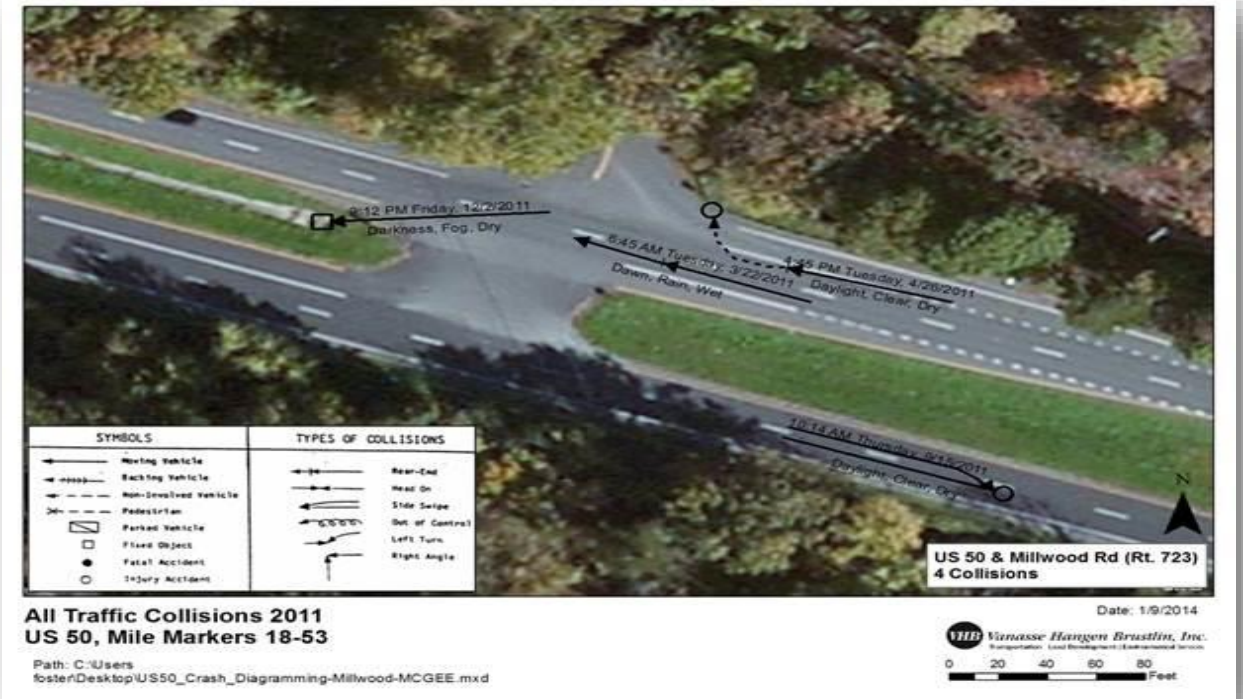 9:12 PM Friday, 12/2/2011
Darkness, Fog, Dry
6:45 AM Tuesday, 3/22/2011
Dawn, Rain, Wet
4:45 PM Tuesday, 4/26/2011
Daylight, Clear, Dry
10:14 AM Thursday, 9/15/2011
Daylight, Clear, Dry
SYMBOLS
Moving Vehicle
Backing Vehicle
Non-Involved Vehicle
Pedestrian
Parked Vehicle
Fixed Object
Fatal Accident
Injury Accident
TYPES OF COLLISIONS
Rear-End
Head On
Side Swipe
Out of Control
Left Turn
Right Angle
N
US 50 & Millwood Rd (Rt. 723)
4 Collisions
All Traffic Collisions 2011
US 50, Mile Markers 18-53
Path: C:\Users
foster\Desktop\US50_Crash_Diagramming-Millwood-MCGEE.mxd
Date: 1/9/2014
VHB Vanasse Hangen Brustlin, Inc.
Transportation Land Development Environmental Services
0 20 40 60 80
Feet